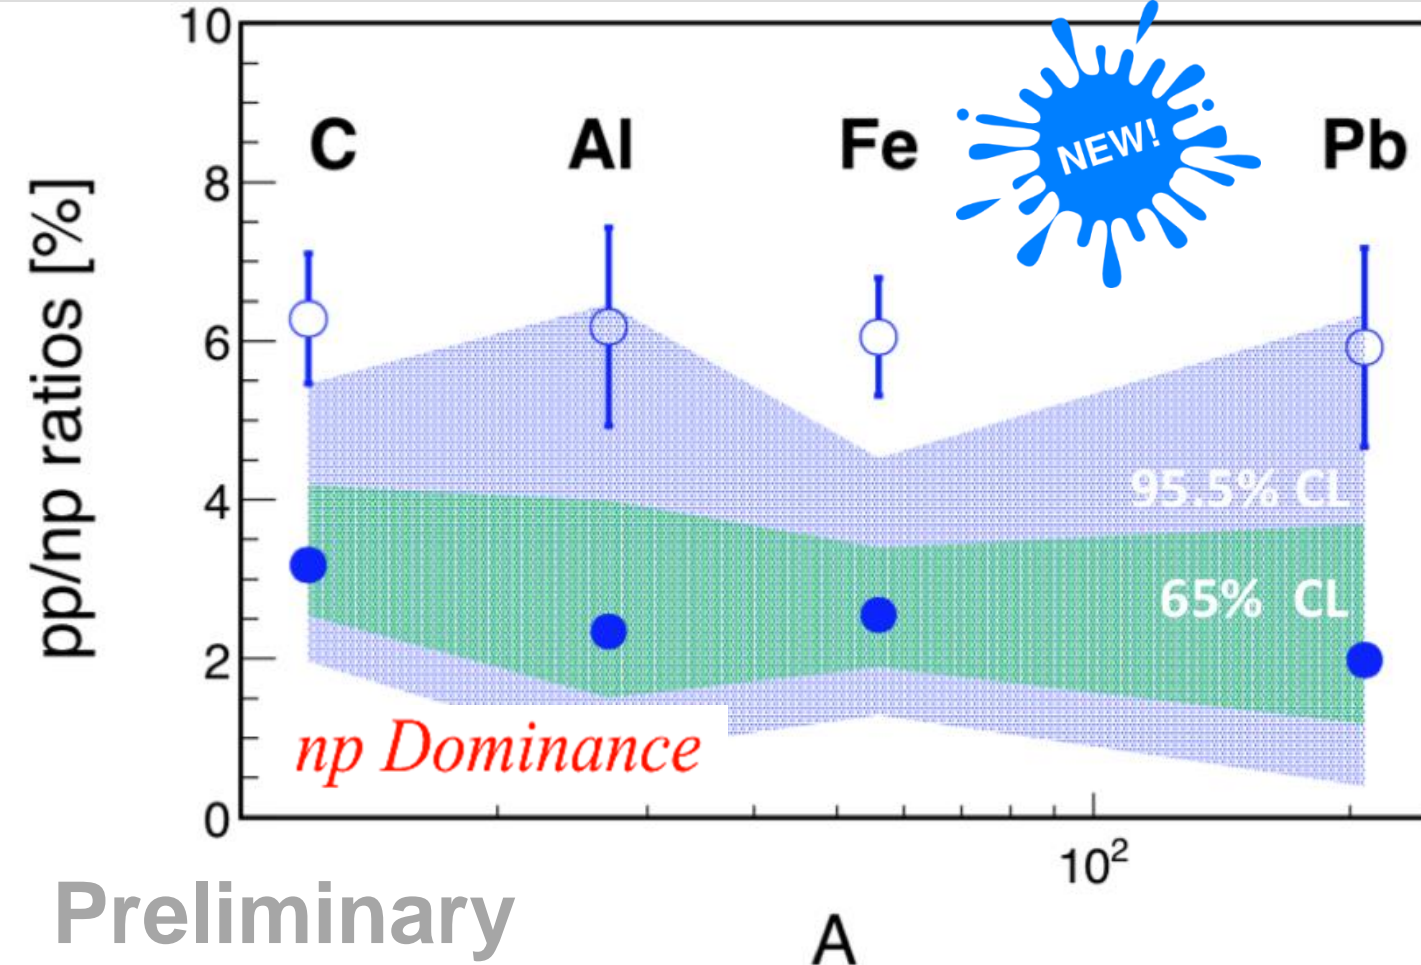 10
C Al Fe Pb
NEW!
8
6
4
2
0
pp/np ratios [%]
95.5% CL
65% CL
np Dominance
10²
A
Preliminary